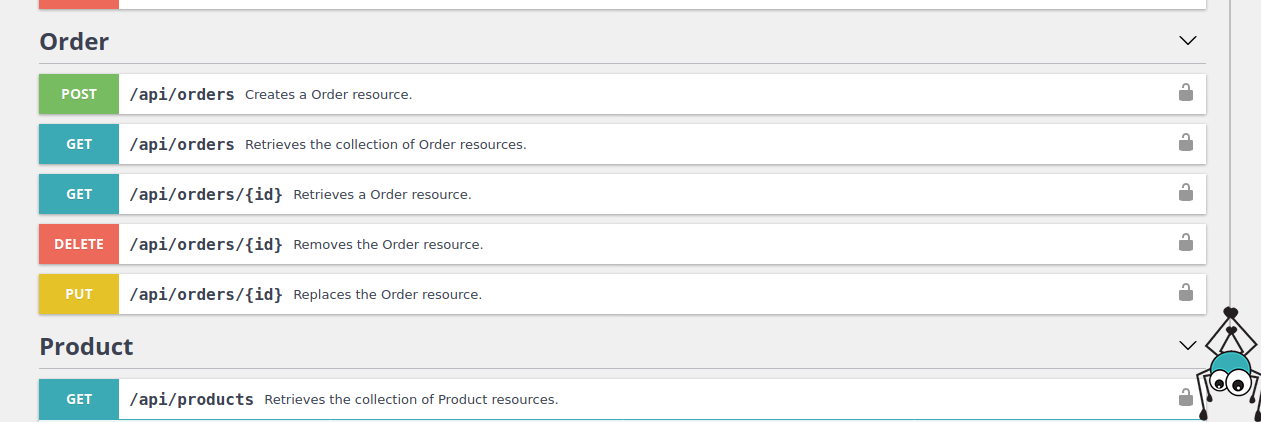 Order
POST /api/orders Creates a Order resource.
GET /api/orders Retrieves the collection of Order resources.
GET /api/orders/{id} Retrieves a Order resource.
DELETE /api/orders/{id} Removes the Order resource.
PUT /api/orders/{id} Replaces the Order resource.
Product
GET /api/products Retrieves the collection of Product resources.